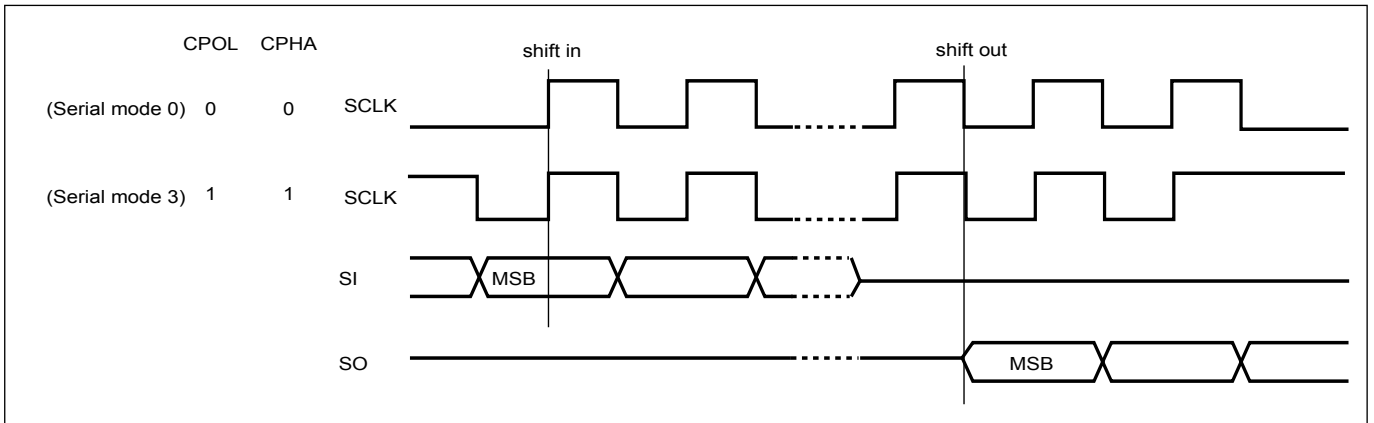 CPOL CPHA shift in shift out
(Serial mode 0) 0 0 SCLK
(Serial mode 3) 1 1 SCLK
SI MSB
SO MSB